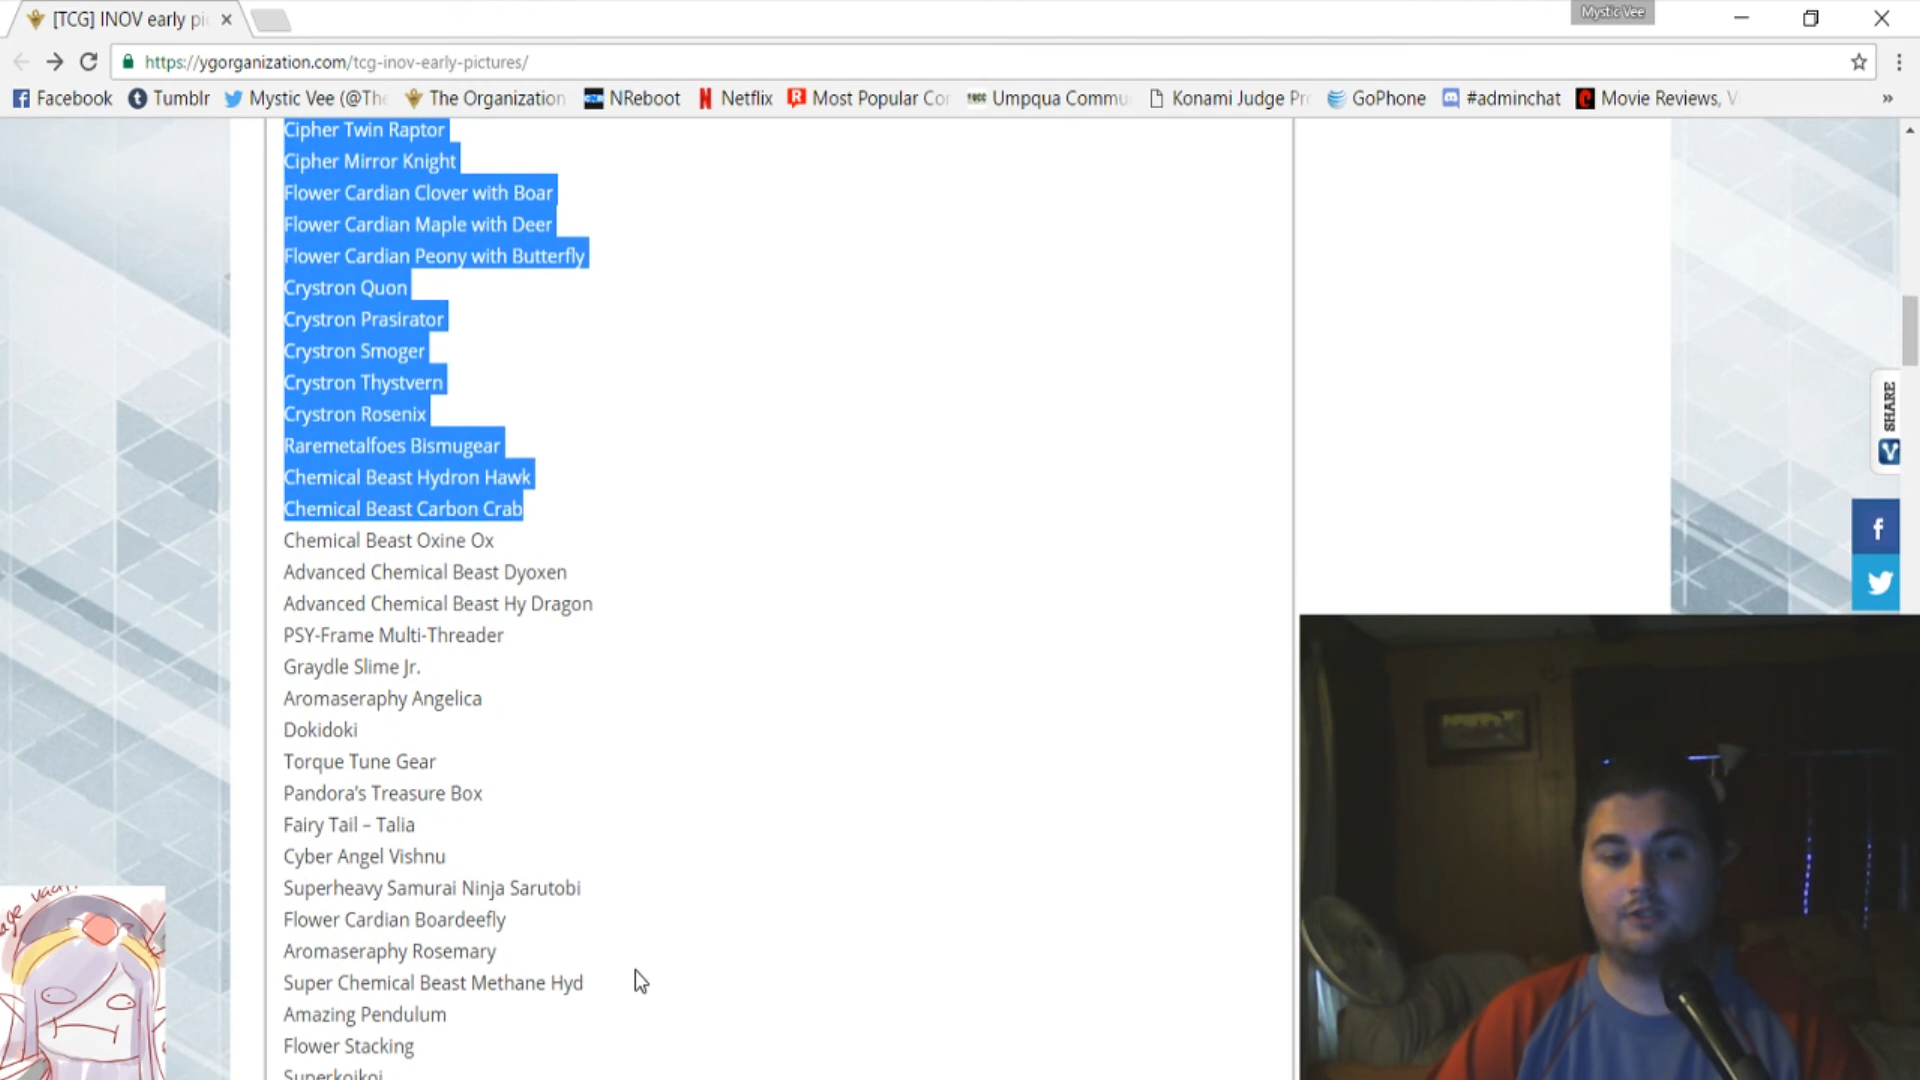 [TCG] INOV early pi
Mystic Vee
https://ygorganization.com/tcg-inov-early-pictures/
Facebook Tumblr Mystic Vee (@The The Organization NReboot Netflix Most Popular Co Umpqua Commu Konami Judge Pr GoPhone #adminchat Movie Reviews, V »
Cipher Twin Raptor
Cipher Mirror Knight
Flower Cardian Clover with Boar
Flower Cardian Maple with Deer
Flower Cardian Peony with Butterfly
Crystron Quon
Crystron Prasirator
Crystron Smoger
Crystron Thystvern
Crystron Rosenix
Raremetalfoes Bismugear
Chemical Beast Hydron Hawk
Chemical Beast Carbon Crab
Chemical Beast Oxine Ox
Advanced Chemical Beast Dyoxen
Advanced Chemical Beast Hy Dragon
PSY-Frame Multi-Threader
Graydle Slime Jr.
Aromaseraphy Angelica
Dokidoki
Torque Tune Gear
Pandora's Treasure Box
Fairy Tail – Talia
Cyber Angel Vishnu
Superheavy Samurai Ninja Sarutobi
Flower Cardian Boardeefly
Aromaseraphy Rosemary
Super Chemical Beast Methane Hyd
Amazing Pendulum
Flower Stacking
Superkoikoi
SHARE